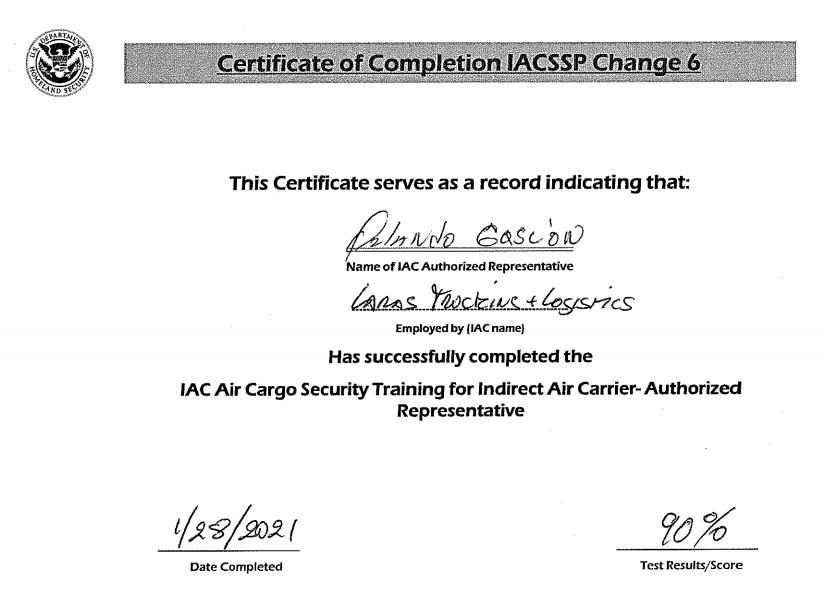 U.S. DEPARTMENT OF HOMELAND SECURITY
Certificate of Completion IACSSP Change 6
This Certificate serves as a record indicating that:
Orlando Gascìon
Name of IAC Authorized Representative
Laras Trucking + Logistics
Employed by (IAC name)
Has successfully completed the
IAC Air Cargo Security Training for Indirect Air Carrier- Authorized
Representative
1/28/2021
90%
Date Completed
Test Results/Score